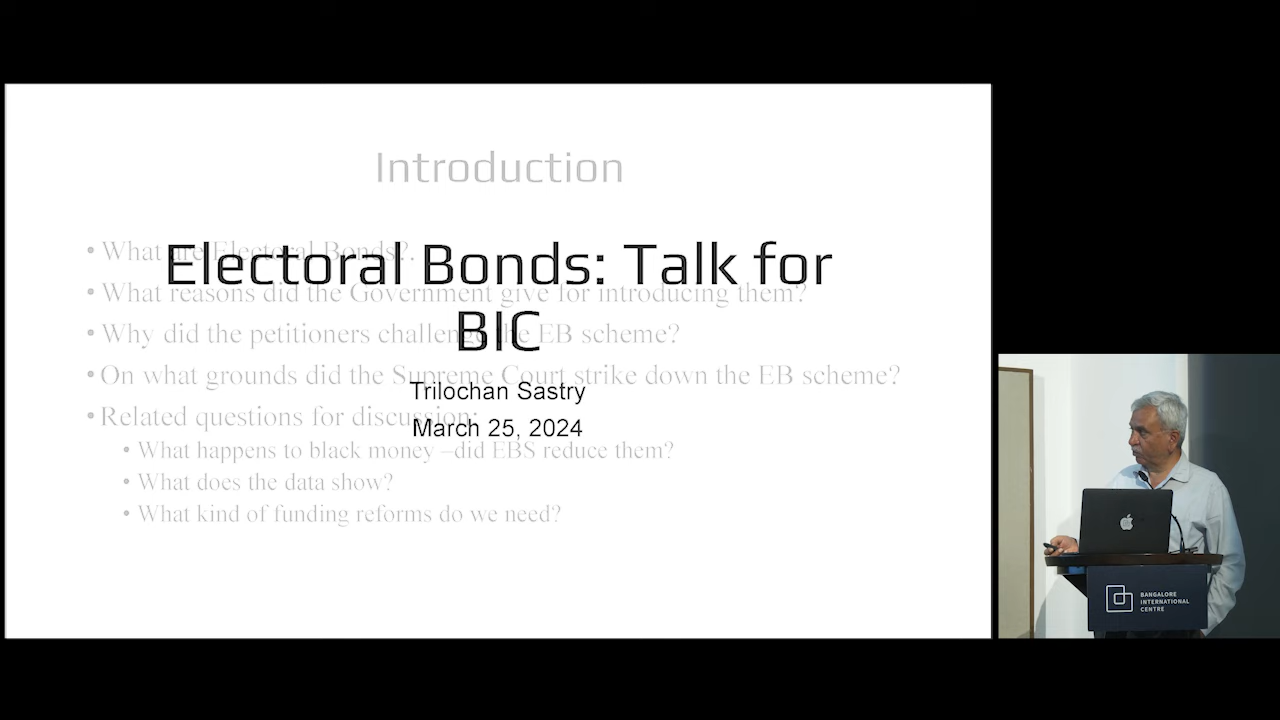 Introduction
• What are Electoral Bonds?.
• What reasons did the Government give for introducing them?
• Why did the petitioners challenge the EB scheme?
• On what grounds did the Supreme Court strike down the EB scheme?
• Related questions for discussion:
• What happens to black money –did EBS reduce them?
• What does the data show?
• What kind of funding reforms do we need?
Electoral Bonds: Talk for
BIC
Trilochan Sastry
March 25, 2024
BANGALORE
INTERNATIONAL
CENTRE